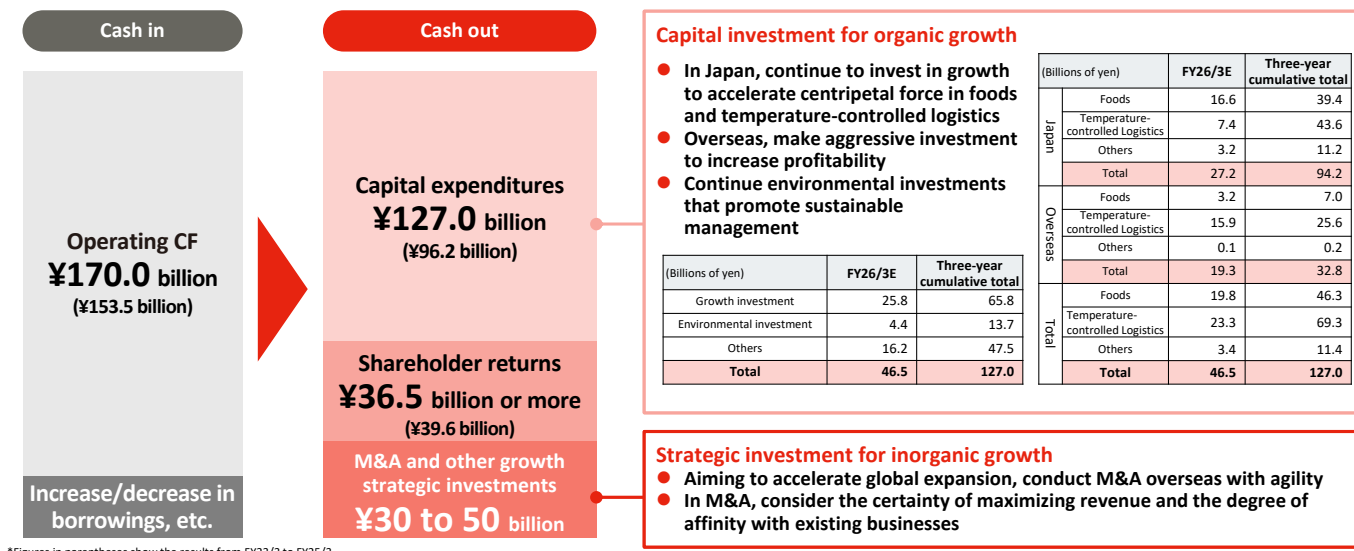 Cash in
Operating CF
¥170.0 billion
(¥153.5 billion)
Increase/decrease in
borrowings, etc.
Cash out
Capital expenditures
¥127.0 billion
(¥96.2 billion)
Shareholder returns
¥36.5 billion or more
(¥39.6 billion)
M&A and other growth
strategic investments
¥30 to 50 billion
Capital investment for organic growth
● In Japan, continue to invest in growth
to accelerate centripetal force in foods
and temperature-controlled logistics
● Overseas, make aggressive investment
to increase profitability
● Continue environmental investments
that promote sustainable
management
(Billions of yen) FY26/3E Three-year
cumulative total
Growth investment 25.8 65.8
Environmental investment 4.4 13.7
Others 16.2 47.5
Total 46.5 127.0
(Billions of yen) FY26/3E Three-year
cumulative total
Japan
Foods 16.6 39.4
Temperature-
controlled Logistics 7.4 43.6
Others 3.2 11.2
Total 27.2 94.2
Overseas
Foods 3.2 7.0
Temperature-
controlled Logistics 15.9 25.6
Others 0.1 0.2
Total 19.3 32.8
Total
Foods 19.8 46.3
Temperature-
controlled Logistics 23.3 69.3
Others 3.4 11.4
Total 46.5 127.0
Strategic investment for inorganic growth
● Aiming to accelerate global expansion, conduct M&A overseas with agility
● In M&A, consider the certainty of maximizing revenue and the degree of
affinity with existing businesses
*Figures in parentheses show the results from